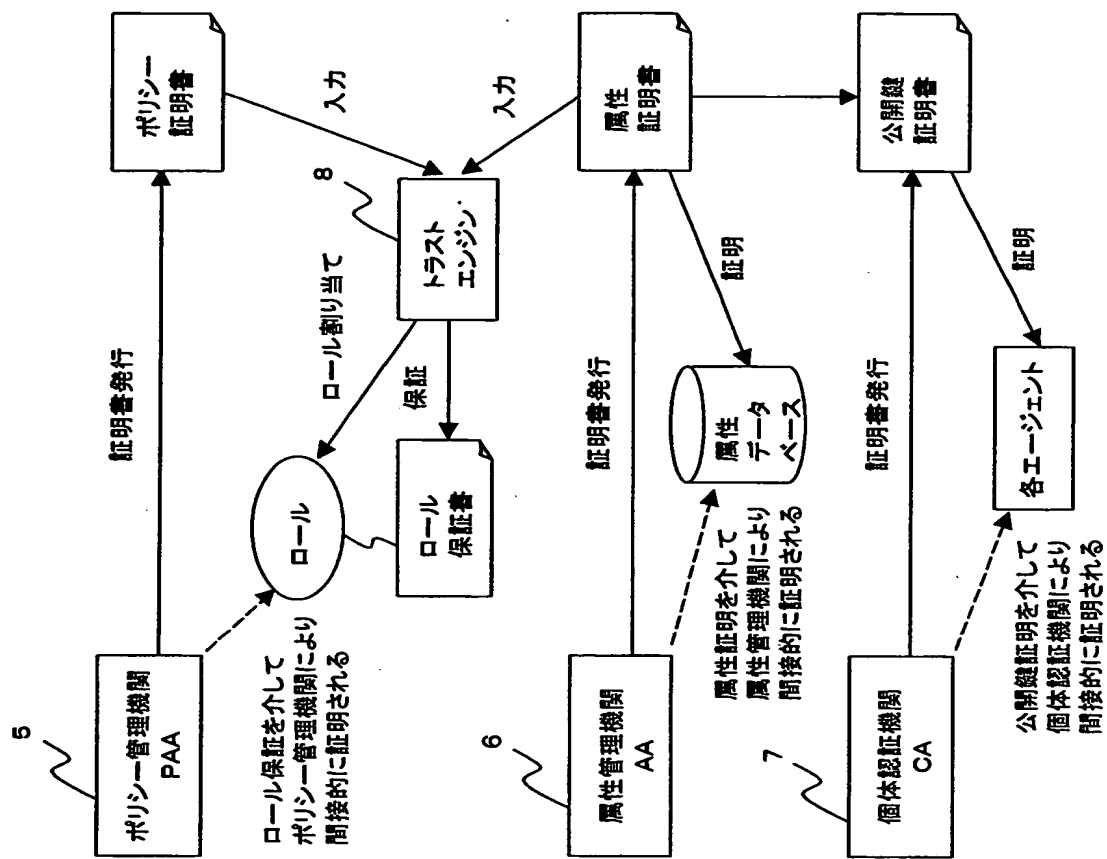 5
ポリシー管理機関
PAA
証明書発行
ポリシー
証明書
ロール保証を介して
ポリシー管理機関により
間接的に証明される
ロール
ロール
保証書
ロール割り当て
保証
8
トラスト
エンジン
入力
入力
6
属性管理機関
AA
証明書発行
属性
証明書
属性証明を介して
属性管理機関により
間接的に証明される
属性
データ
ベース
証明
7
個体認証機関
CA
証明書発行
公開鍵
証明書
公開鍵証明を介して
個体認証機関により
間接的に証明される
各エージェント
証明